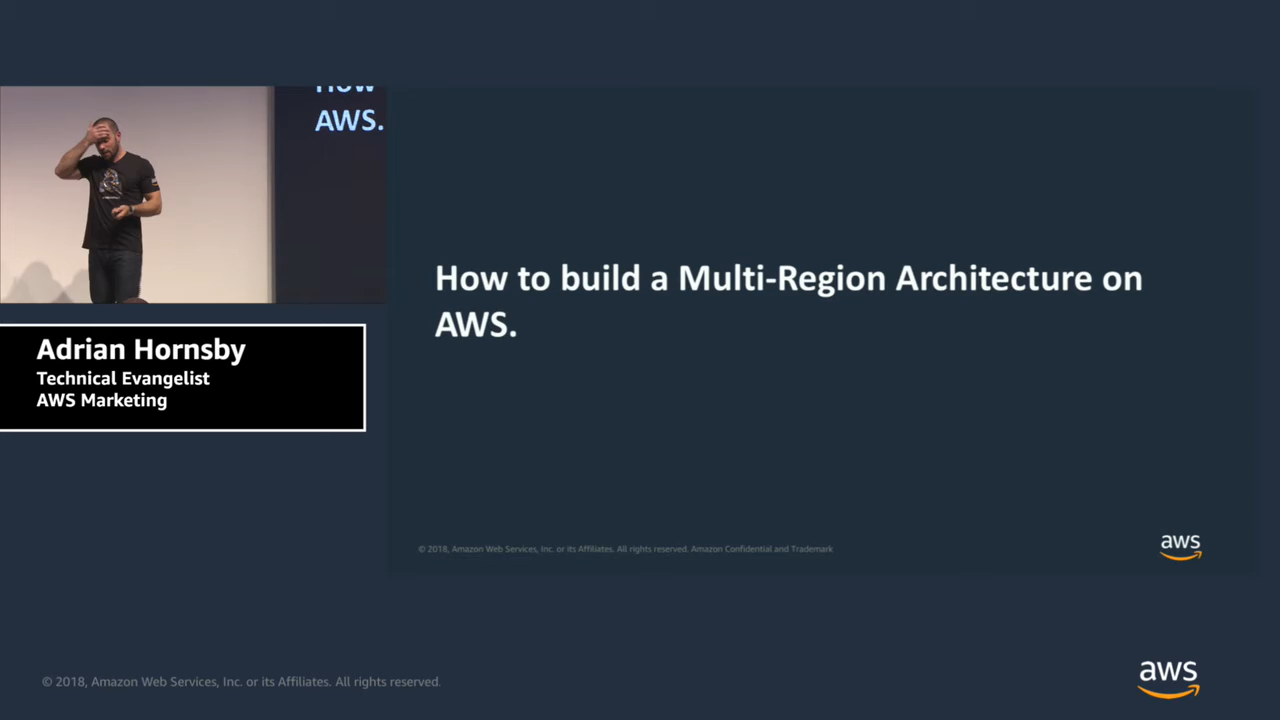 How
AWS.
How to build a Multi-Region Architecture on
AWS.
Adrian Hornsby
Technical Evangelist
AWS Marketing
© 2018, Amazon Web Services, Inc. or its Affiliates. All rights reserved. Amazon Confidential and Trademark
aws
© 2018, Amazon Web Services, Inc. or its Affiliates. All rights reserved.
aws